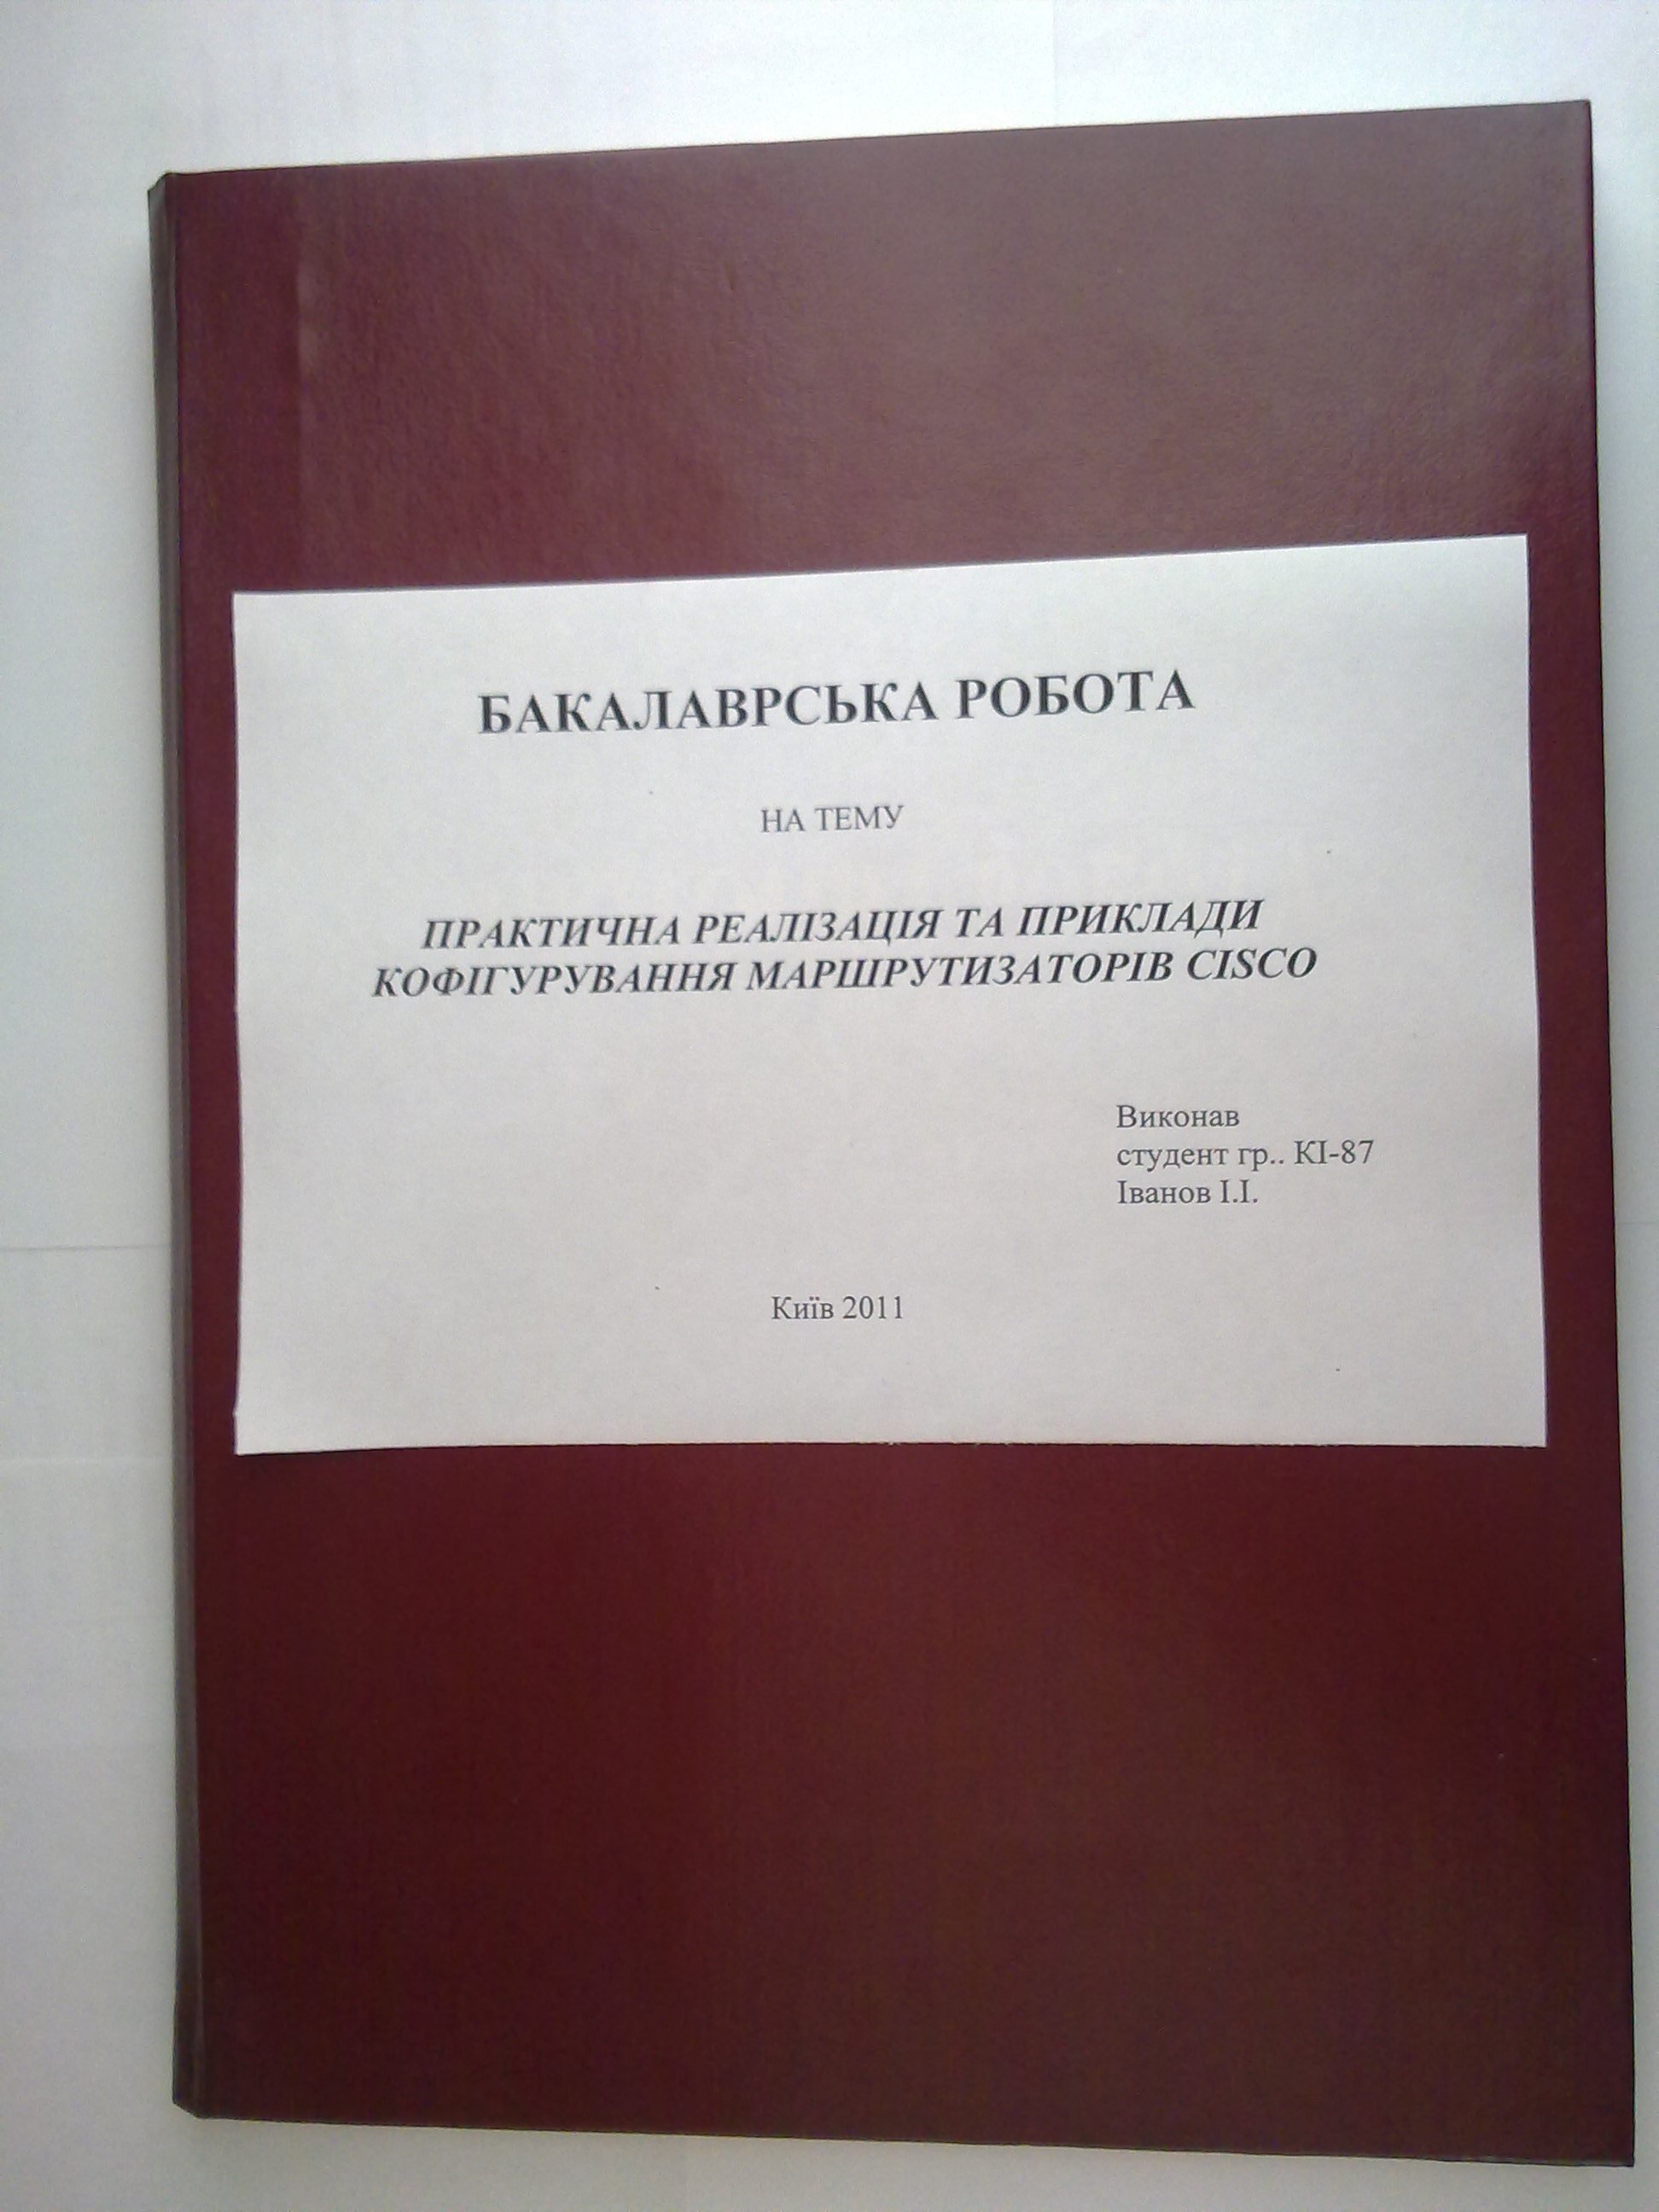 БАКАЛАВРСЬКА РОБОТА
НА ТЕМУ
ПРАКТИЧНА РЕАЛІЗАЦІЯ ТА ПРИКЛАДИ
КОФІГУРУВАННЯ МАРШРУТИЗАТОРІВ CISCO
Виконав
студент гр.. КІ-87
Іванов І.І.
Київ 2011